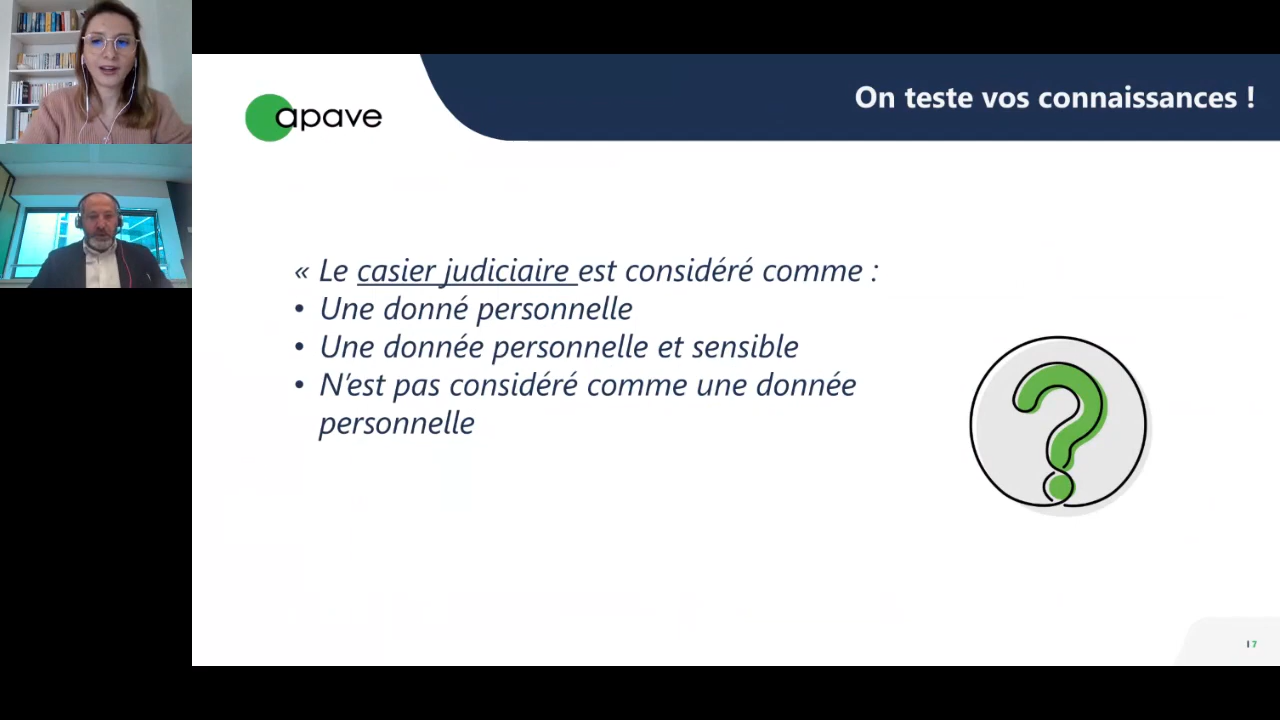 apave
On teste vos connaissances !
« Le casier judiciaire est considéré comme :
• Une donné personnelle
• Une donnée personnelle et sensible
• N'est pas considéré comme une donnée
personnelle
I 7